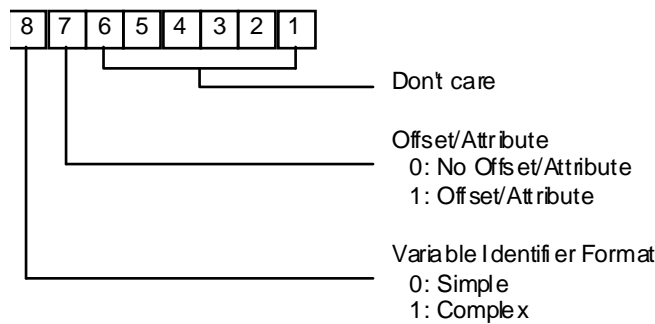 8 7 6 5 4 3 2 1
Don't care
Offset/Attribute
0: No Offset/Attribute
1: Offset/Attribute
Variable Identifier Format
0: Simple
1: Complex